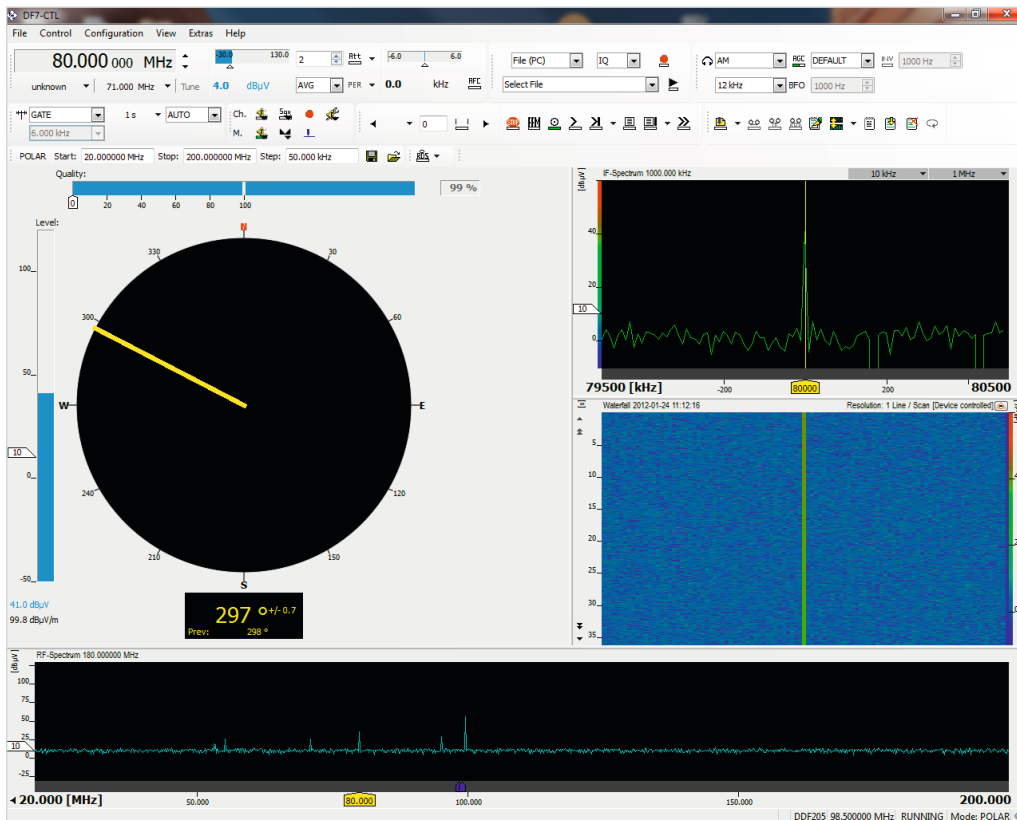 DF7-CTL
File Control Configuration View Extras Help
80.000 000 MHz -30.0 130.0 2 Att -6.0 6.0 File (PC) IQ AM AGC DEFAULT 1000 Hz
unknown 71.000 MHz Tune 4.0 dBµV AVG PER 0.0 kHz AFC Select File 12 kHz BFO 1000 Hz
GATE 1 s AUTO Ch. Sqx 0
6.000 kHz M.
POLAR Start: 20.000000 MHz Stop: 200.000000 MHz Step: 50.000 kHz
Quality:
99 %
0 20 40 60 80 100
Level:
100
50
10
0
-50
41.0 dBµV
99.8 dBµV/m
330 30
300 60
W E
240 120
210 150
S
297 °+/-0.7
Prev: 298 °
[dBµV] IF-Spectrum 1000.000 kHz 10 kHz 1 MHz
40
20
10
0
79500 [kHz] -200 80000 200 80500
[s] Waterfall 2012-01-24 11:12:16 Resolution: 1 Line / Scan [Device controlled]
5
10
15
20
25
30
35
4
2
0
[dBµV] RF-Spectrum 180.000000 MHz
100
75
50
25
10
0
-25
20.000 [MHz] 50.000 80.000 100.000 150.000 200.000
DDF205 98.500000 MHz RUNNING Mode: POLAR